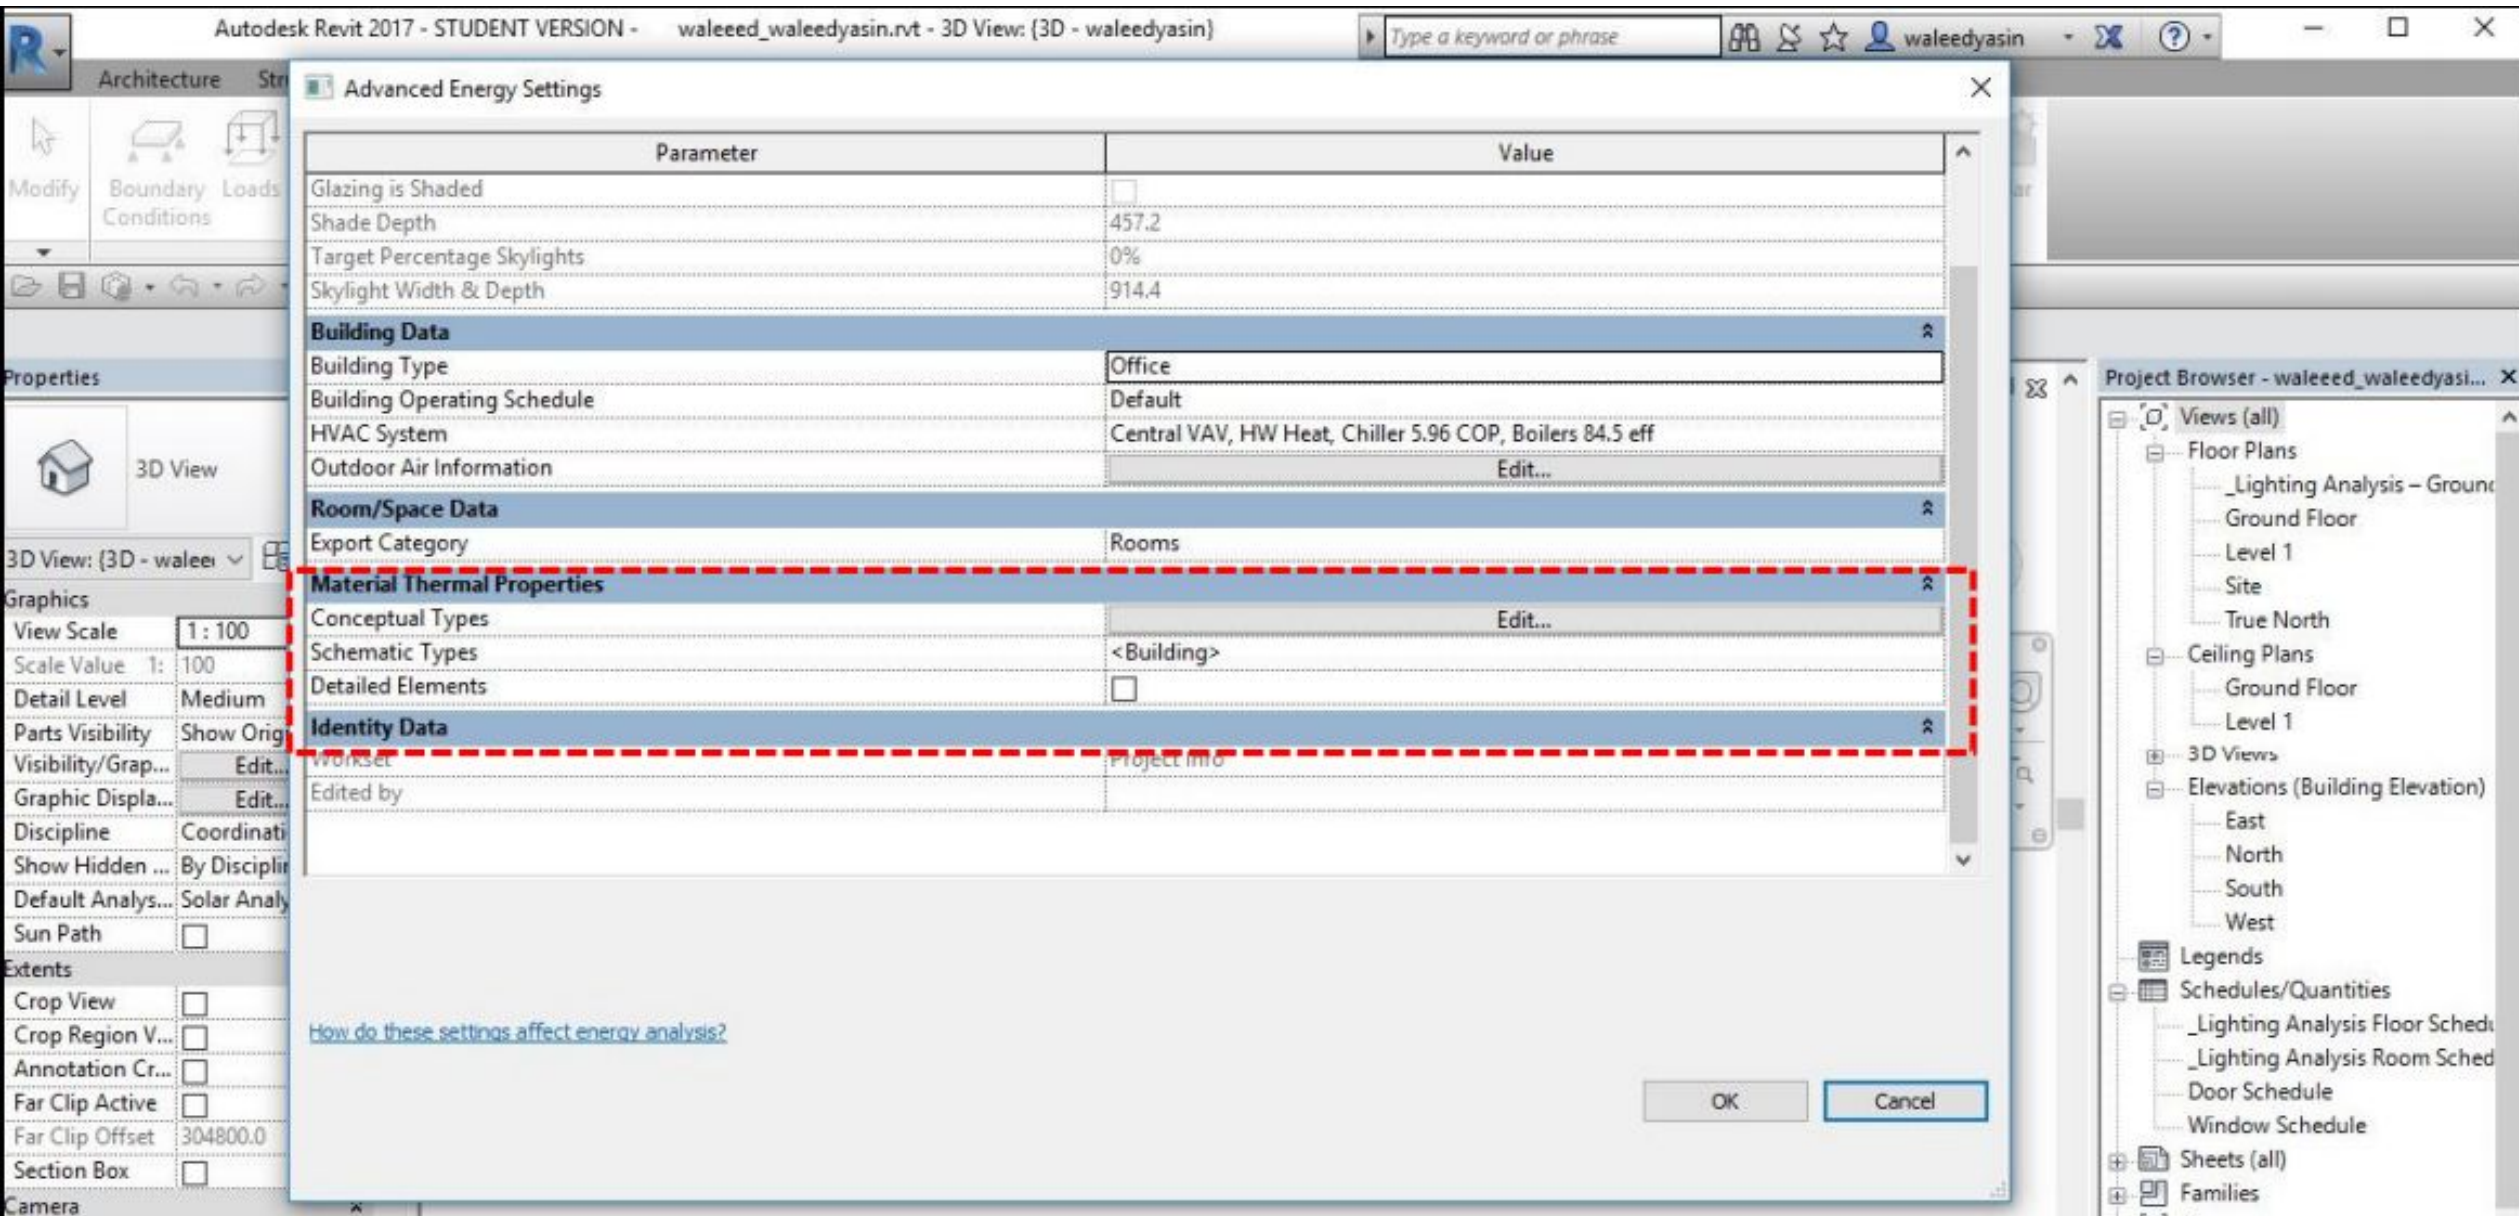 Autodesk Revit 2017 - STUDENT VERSION - waleeed_waleedyasin.rvt - 3D View: {3D - waleedyasin}
Type a keyword or phrase
waleedyasin
Architecture Str
Modify
Boundary Conditions
Loads
Advanced Energy Settings
Parameter Value
Glazing is Shaded
Shade Depth 457.2
Target Percentage Skylights 0%
Skylight Width & Depth 914.4
Building Data
Building Type Office
Building Operating Schedule Default
HVAC System Central VAV, HW Heat, Chiller 5.96 COP, Boilers 84.5 eff
Outdoor Air Information Edit...
Room/Space Data
Export Category Rooms
Material Thermal Properties
Conceptual Types Edit...
Schematic Types <Building>
Detailed Elements
Identity Data
Workset Project Info
Edited by
How do these settings affect energy analysis?
OK Cancel
Properties
3D View
3D View: {3D - walee
Graphics
View Scale 1 : 100
Scale Value 1: 100
Detail Level Medium
Parts Visibility Show Orig
Visibility/Grap... Edit...
Graphic Displa... Edit...
Discipline Coordinati
Show Hidden ... By Disciplin
Default Analys... Solar Analy
Sun Path
Extents
Crop View
Crop Region V...
Annotation Cr...
Far Clip Active
Far Clip Offset 304800.0
Section Box
Camera
Project Browser - waleeed_waleedyasi...
Views (all)
Floor Plans
_Lighting Analysis – Ground
Ground Floor
Level 1
Site
True North
Ceiling Plans
Ground Floor
Level 1
3D Views
Elevations (Building Elevation)
East
North
South
West
Legends
Schedules/Quantities
_Lighting Analysis Floor Schedu
_Lighting Analysis Room Sched
Door Schedule
Window Schedule
Sheets (all)
Families